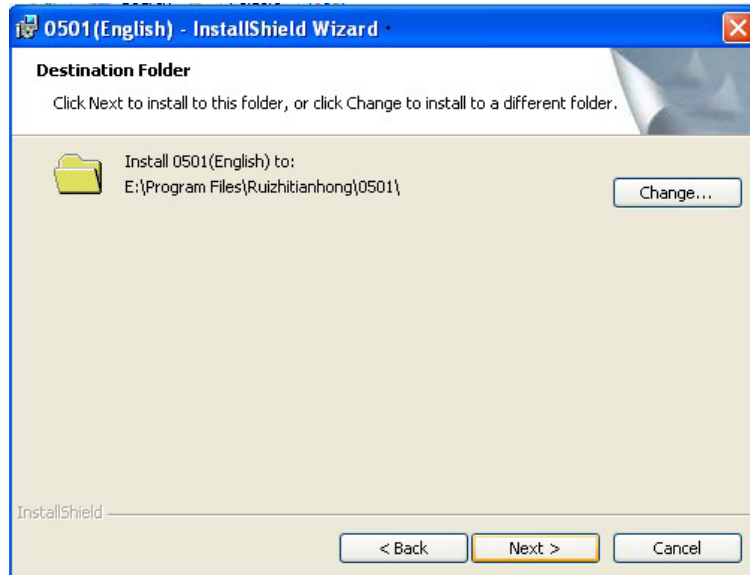 0501(English) - InstallShield Wizard
Destination Folder
Click Next to install to this folder, or click Change to install to a different folder.
Install 0501(English) to:
E:\Program Files\Ruizhitianhong\0501\
Change...
InstallShield
< Back
Next >
Cancel